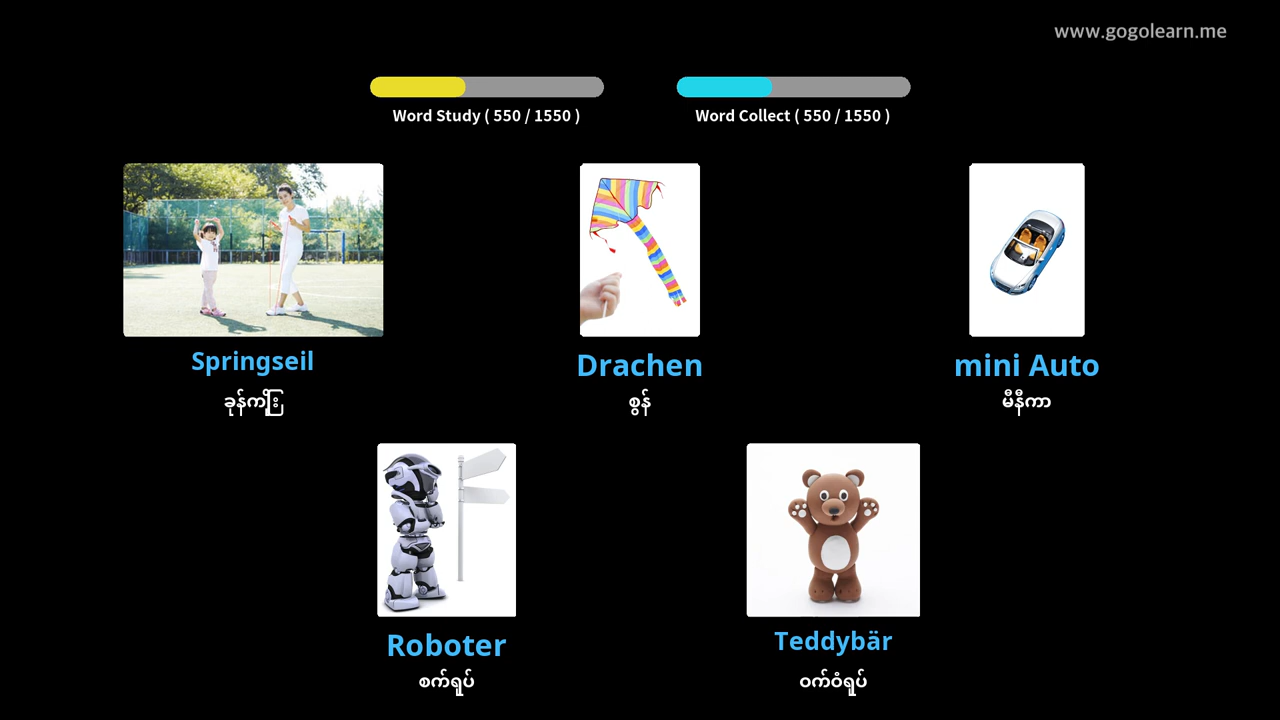 www.gogolearn.me
Word Study ( 550 / 1550 )
Word Collect ( 550 / 1550 )
Springseil
ခုန်ကြိုး
Drachen
စွန်
mini Auto
မီနီကာ
Roboter
စက်ရုပ်
Teddybär
ဝက်ဝံရုပ်